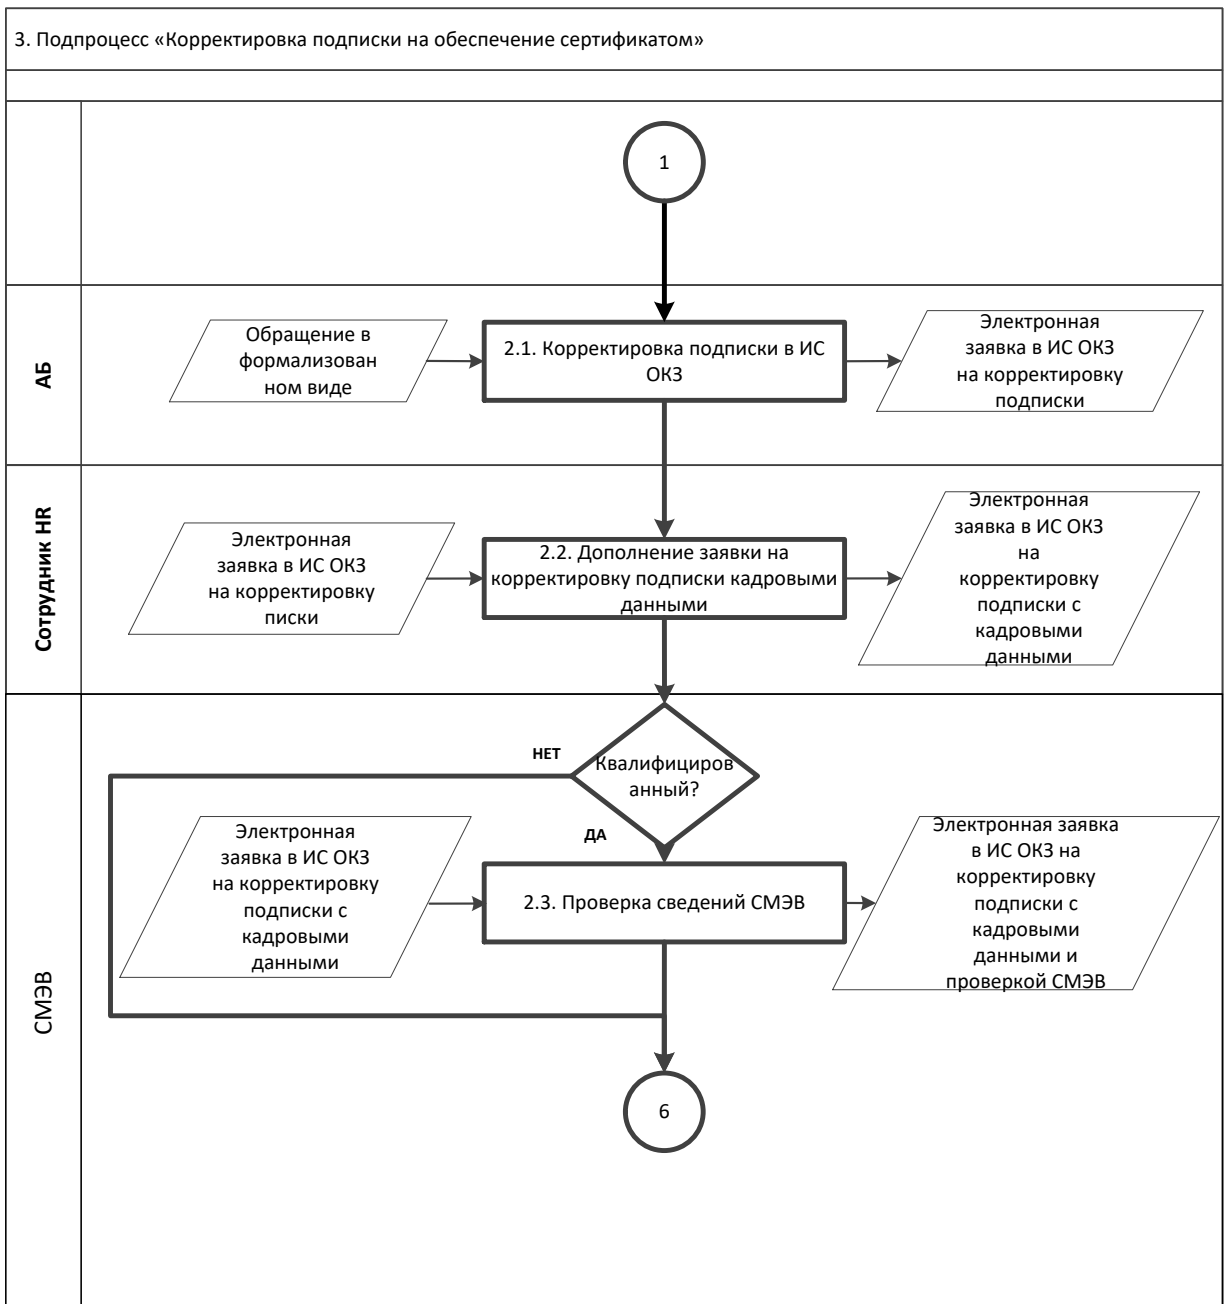 3. Подпроцесс «Корректировка подписки на обеспечение сертификатом»
1
АБ
Обращение в
формализован
ном виде
2.1. Корректировка подписки в ИС
ОКЗ
Электронная
заявка в ИС ОКЗ
на корректировку
подписки
Сотрудник HR
Электронная
заявка в ИС ОКЗ
на корректировку
писки
2.2. Дополнение заявки на
корректировку подписки кадровыми
данными
Электронная
заявка в ИС ОКЗ
на
корректировку
подписки с
кадровыми
данными
СМЭВ
НЕТ
Квалифициров
анный?
ДА
Электронная
заявка в ИС ОКЗ
на корректировку
подписки с
кадровыми
данными
2.3. Проверка сведений СМЭВ
Электронная заявка
в ИС ОКЗ на
корректировку
подписки с
кадровыми
данными и
проверкой СМЭВ
6